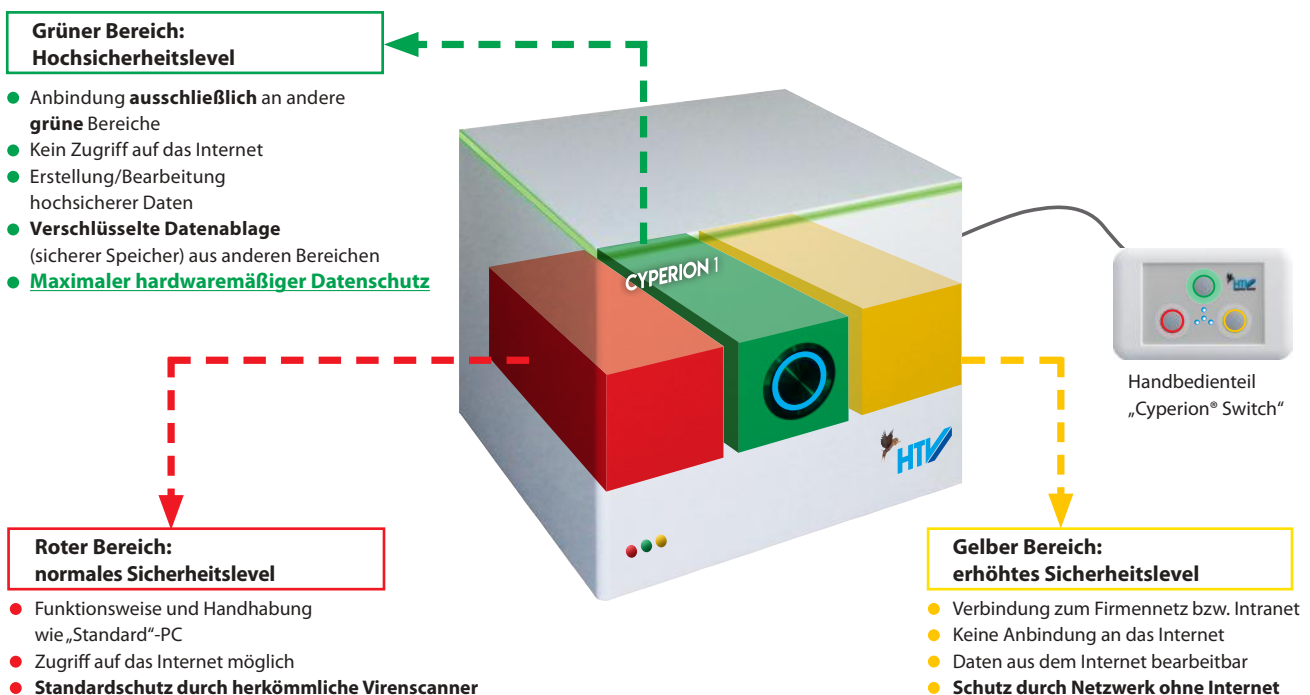 Grüner Bereich:
Hochsicherheitslevel
● Anbindung ausschließlich an andere
grüne Bereiche
● Kein Zugriff auf das Internet
● Erstellung/Bearbeitung
hochsicherer Daten
● Verschlüsselte Datenablage
(sicherer Speicher) aus anderen Bereichen
● Maximaler hardwaremäßiger Datenschutz
CYPERION 1
HTV
HTV
Handbedienteil
„Cyperion® Switch“
Roter Bereich:
normales Sicherheitslevel
● Funktionsweise und Handhabung
wie „Standard“-PC
● Zugriff auf das Internet möglich
● Standardschutz durch herkömmliche Virenscanner
Gelber Bereich:
erhöhtes Sicherheitslevel
● Verbindung zum Firmennetz bzw. Intranet
● Keine Anbindung an das Internet
● Daten aus dem Internet bearbeitbar
● Schutz durch Netzwerk ohne Internet